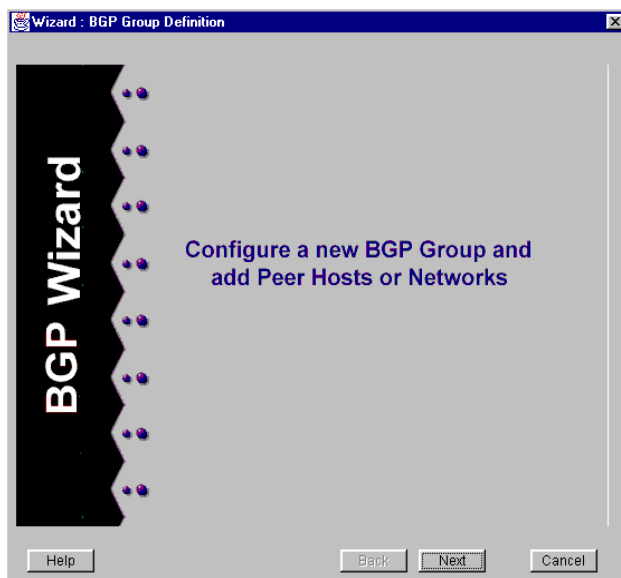 Wizard : BGP Group Definition
BGP Wizard
Configure a new BGP Group and
add Peer Hosts or Networks
Help
Back
Next
Cancel